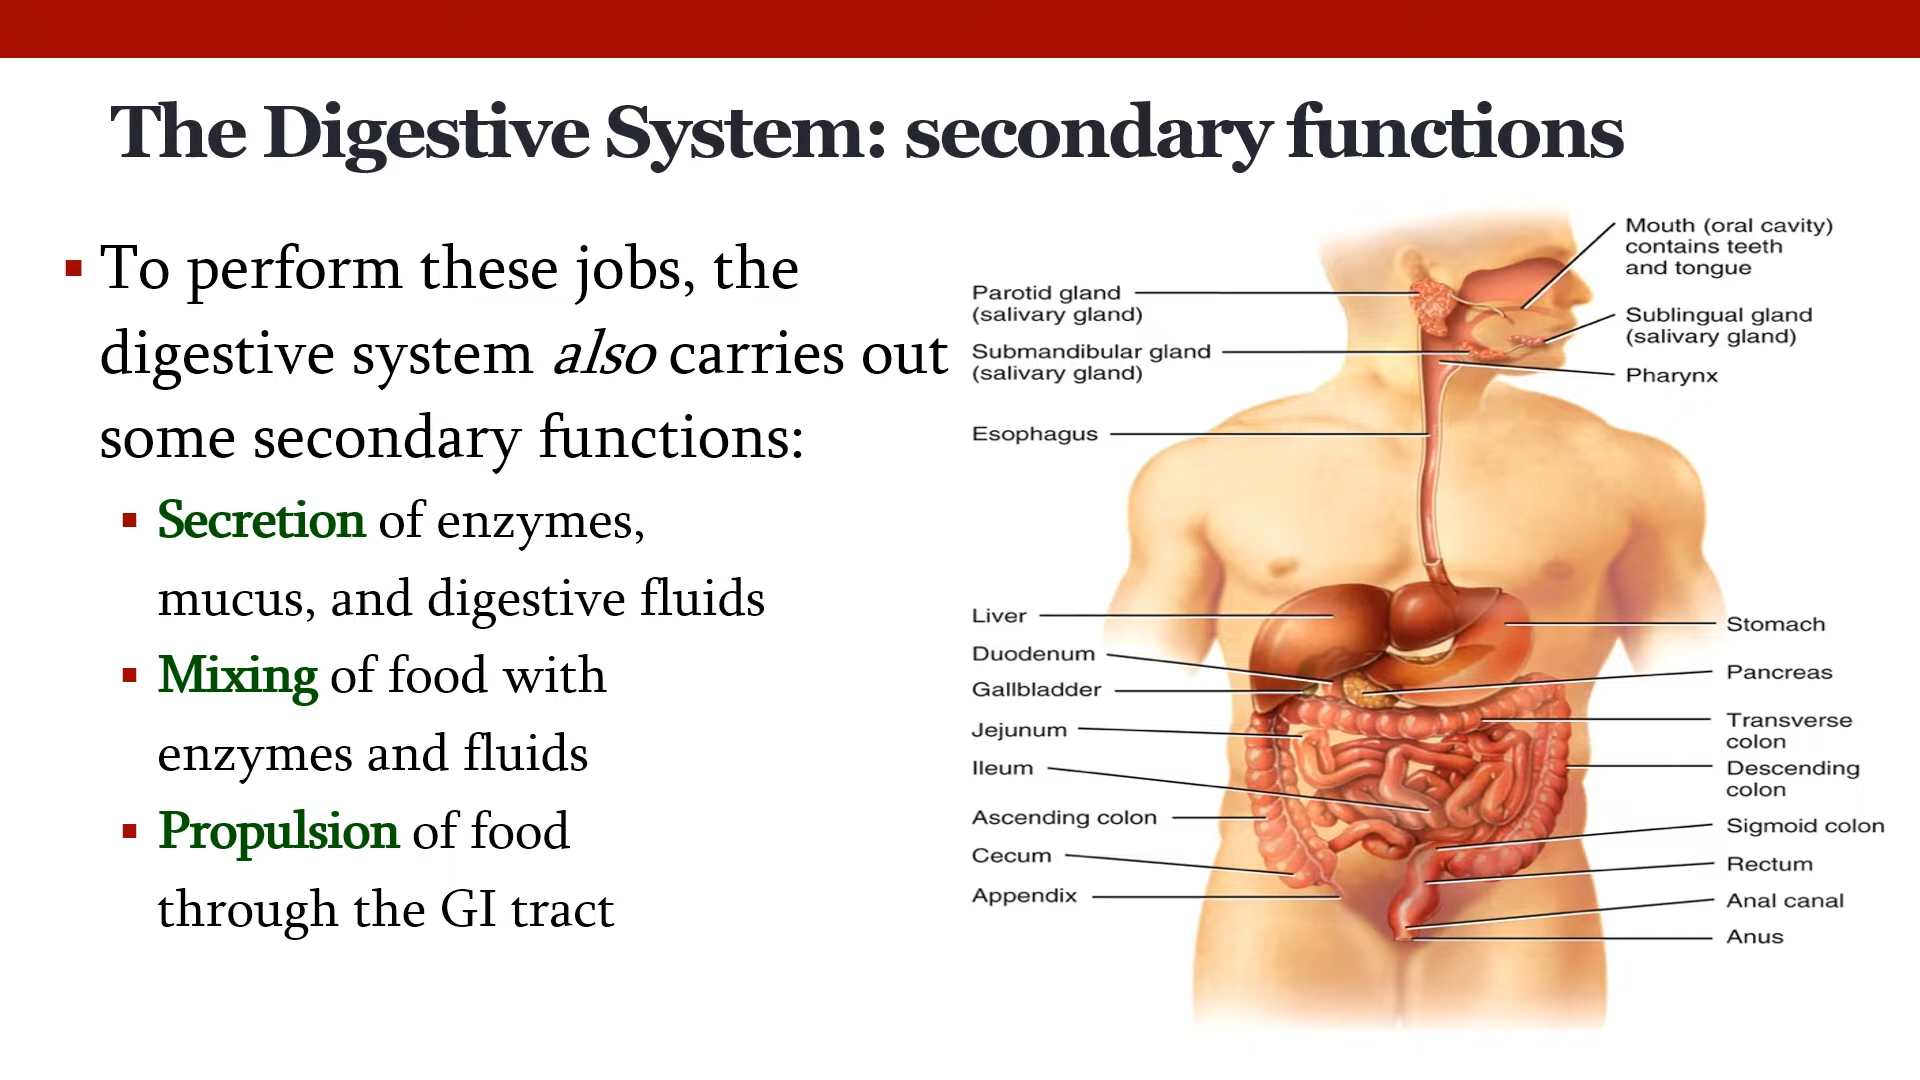 The Digestive System: secondary functions
To perform these jobs, the
digestive system also carries out
some secondary functions:
Secretion of enzymes,
mucus, and digestive fluids
Mixing of food with
enzymes and fluids
Propulsion of food
through the GI tract
Parotid gland
(salivary gland)
Submandibular gland
(salivary gland)
Esophagus
Liver
Duodenum
Gallbladder
Jejunum
Ileum
Ascending colon
Cecum
Appendix
Mouth (oral cavity)
contains teeth
and tongue
Sublingual gland
(salivary gland)
Pharynx
Stomach
Pancreas
Transverse
colon
Descending
colon
Sigmoid colon
Rectum
Anal canal
Anus